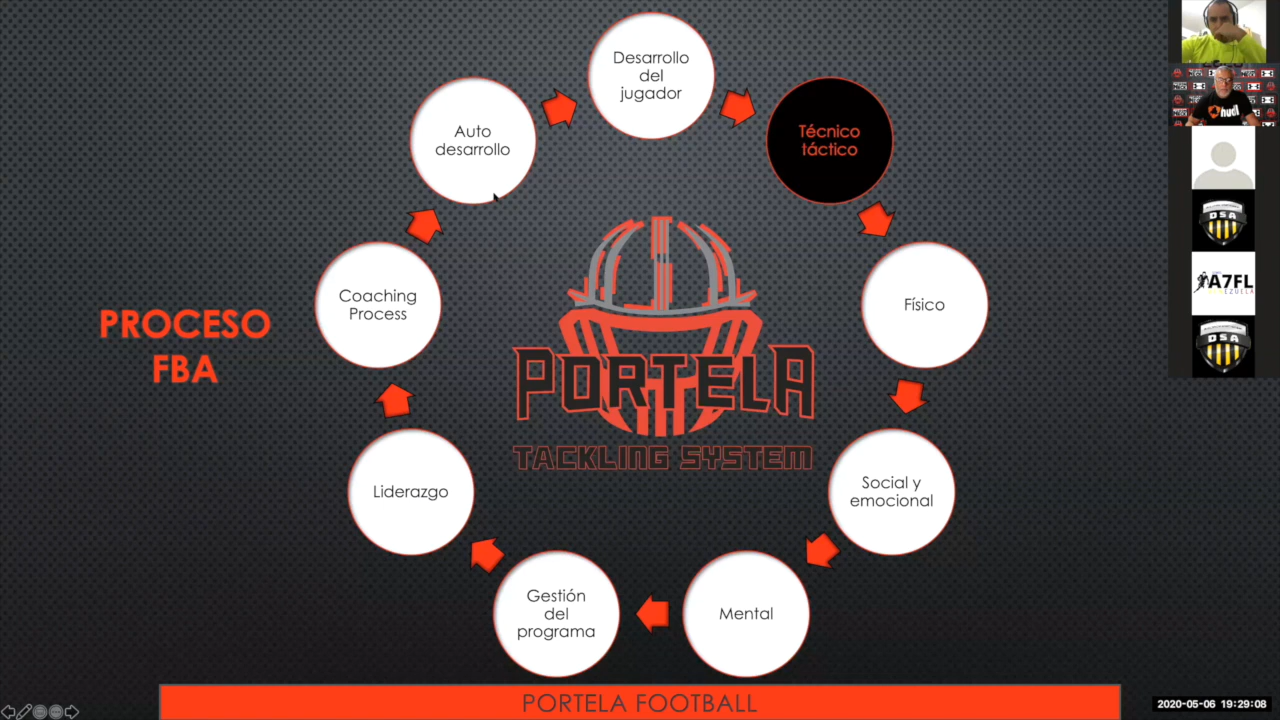 Desarrollo
del
jugador
Técnico
táctico
Físico
Social y
emocional
Mental
Gestión
del
programa
Liderazgo
Coaching
Process
Auto
desarrollo
PROCESO
FBA
PORTELA
TACKLING SYSTEM
PORTELA FOOTBALL
hudl
DSA
A7FL
DSA
2020-05-06 19:29:08